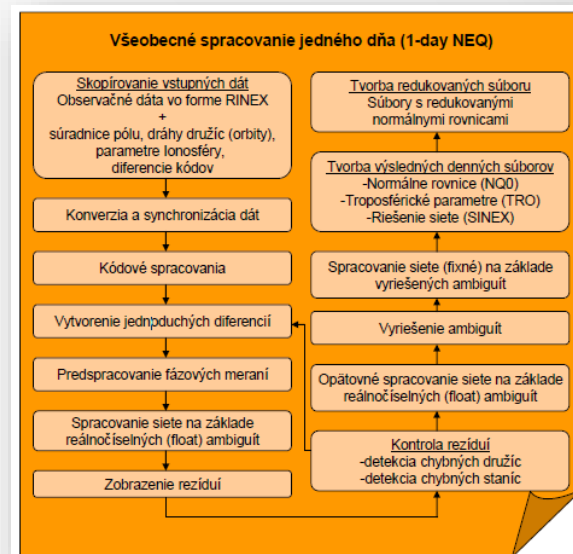 Všeobecné spracovanie jedného dňa (1-day NEQ)
Skopírovanie vstupných dát
Observačné dáta vo forme RINEX
+
súradnice pólu, dráhy družíc (orbity),
parametre Ionosféry,
diferencie kódov
Konverzia a synchronizácia dát
Kódové spracovania
Vytvorenie jednoduchých diferencií
Predspracovanie fázových meraní
Spracovanie siete na základe
reálnočíselných (float) ambiguít
Zobrazenie rezíduí
Tvorba redukovaných súboru
Súbory s redukovanými
normálnymi rovnicami
Tvorba výsledných denných súborov
-Normálne rovnice (NQ0)
-Troposférické parametre (TRO)
-Riešenie siete (SINEX)
Spracovanie siete (fixné) na základe
vyriešených ambiguít
Vyriešenie ambiguít
Opätovné spracovanie siete na základe
reálnočíselných (float) ambiguít
Kontrola rezíduí
-detekcia chybných družíc
-detekcia chybných staníc